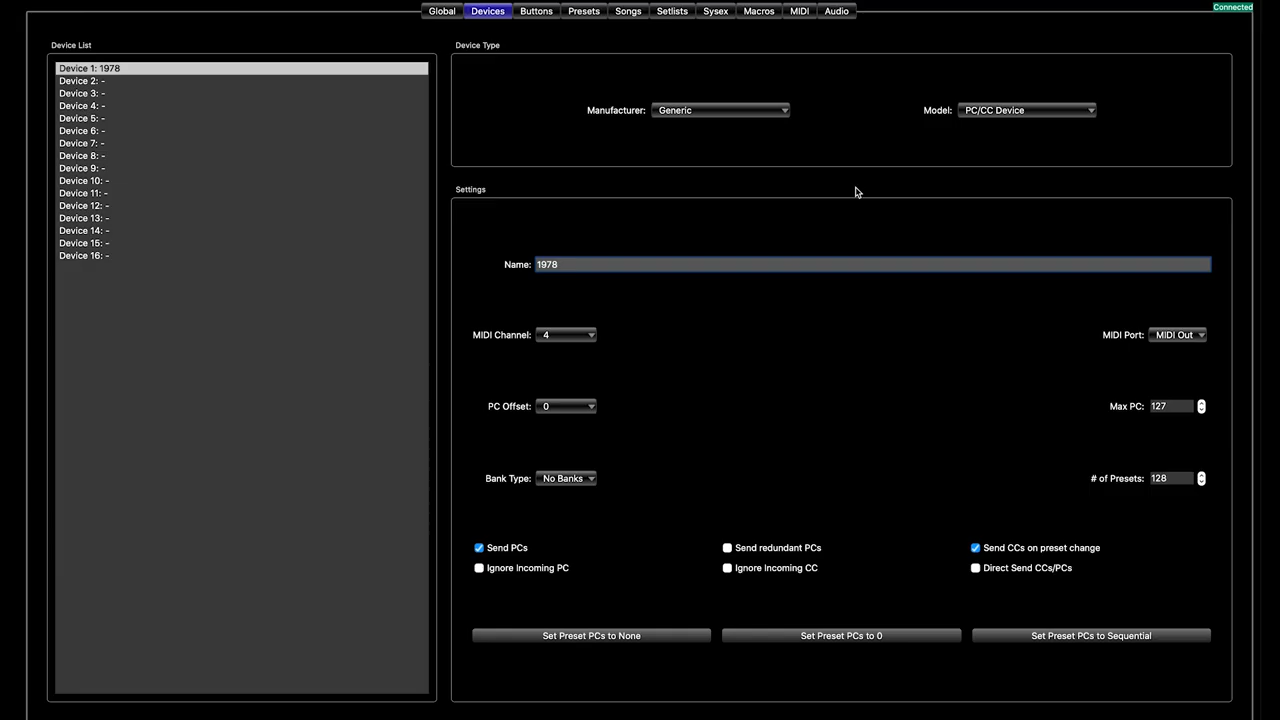 Global Devices Buttons Presets Songs Setlists Sysex Macros MIDI Audio Connected
Device List
Device 1: 1978
Device 2: -
Device 3: -
Device 4: -
Device 5: -
Device 6: -
Device 7: -
Device 8: -
Device 9: -
Device 10: -
Device 11: -
Device 12: -
Device 13: -
Device 14: -
Device 15: -
Device 16: -
Device Type
Manufacturer: Generic Model: PC/CC Device
Settings
Name: 1978
MIDI Channel: 4 MIDI Port: MIDI Out
PC Offset: 0 Max PC: 127
Bank Type: No Banks # of Presets: 128
Send PCs Send redundant PCs Send CCs on preset change
Ignore Incoming PC Ignore Incoming CC Direct Send CCs/PCs
Set Preset PCs to None Set Preset PCs to 0 Set Preset PCs to Sequential